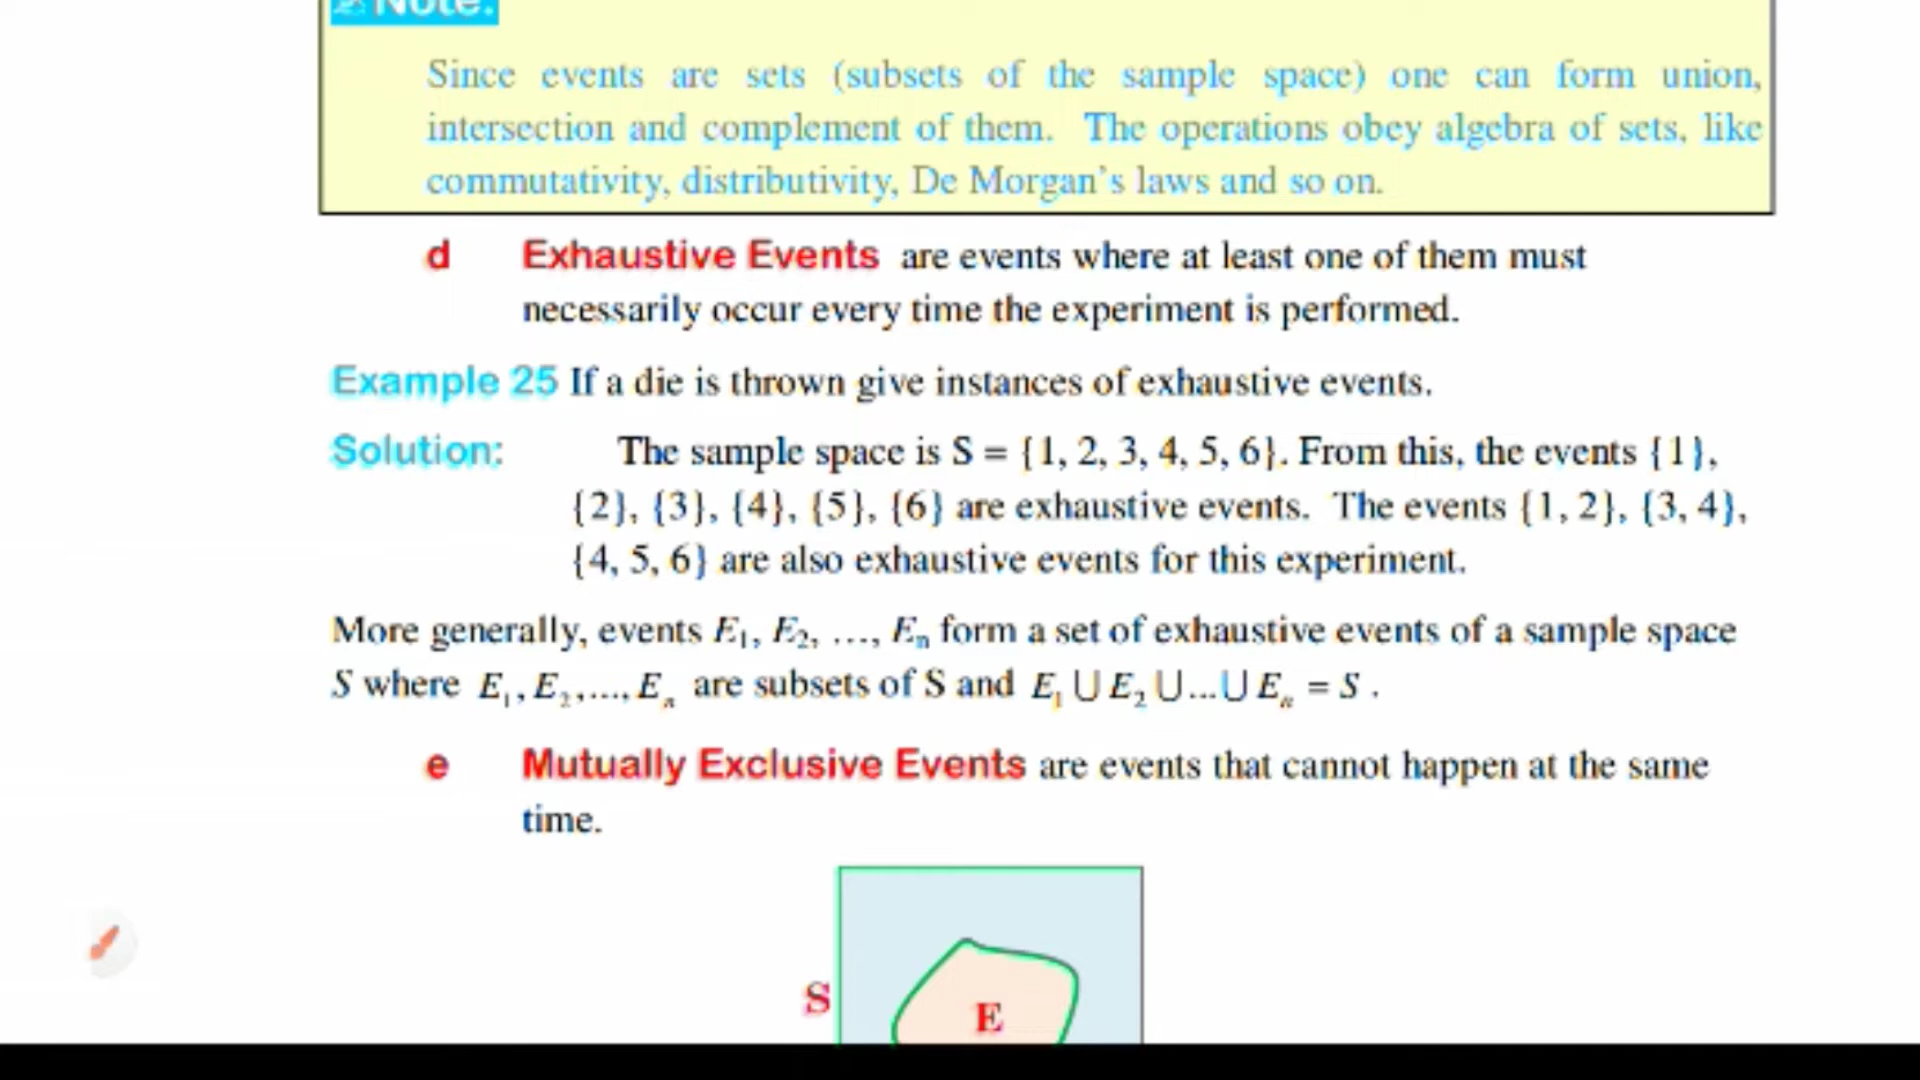 Note:
Since events are sets (subsets of the sample space) one can form union,
intersection and complement of them. The operations obey algebra of sets, like
commutativity, distributivity, De Morgan's laws and so on.
d Exhaustive Events are events where at least one of them must
necessarily occur every time the experiment is performed.
Example 25 If a die is thrown give instances of exhaustive events.
Solution: The sample space is S = {1, 2, 3, 4, 5, 6}. From this, the events {1},
{2}, {3}, {4}, {5}, {6} are exhaustive events. The events {1, 2}, {3, 4},
{4, 5, 6} are also exhaustive events for this experiment.
More generally, events E₁, E₂, ..., Eₙ form a set of exhaustive events of a sample space
S where E₁, E₂,..., Eₙ are subsets of S and E₁ ∪ E₂ ∪ ... ∪ Eₙ = S .
e Mutually Exclusive Events are events that cannot happen at the same
time.
S
E